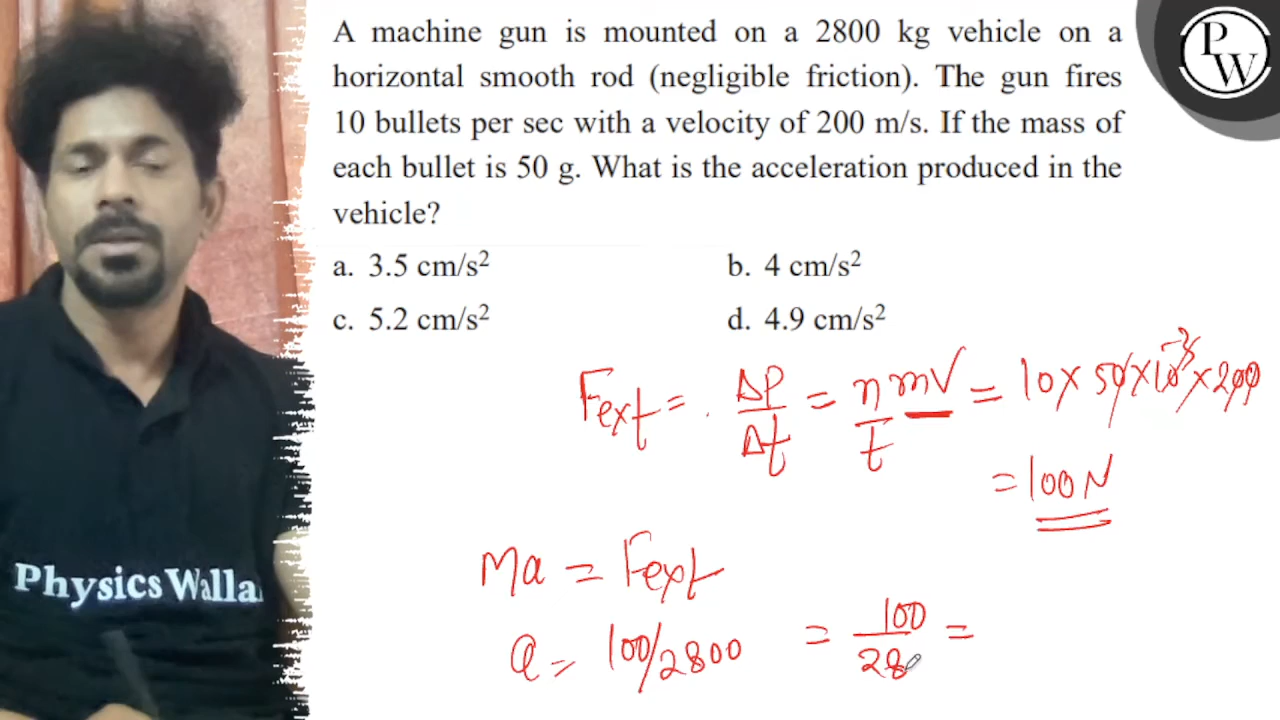 A machine gun is mounted on a 2800 kg vehicle on a
horizontal smooth rod (negligible friction). The gun fires
10 bullets per sec with a velocity of 200 m/s. If the mass of
each bullet is 50 g. What is the acceleration produced in the
vehicle?
a. 3.5 cm/s² b. 4 cm/s²
c. 5.2 cm/s² d. 4.9 cm/s²
PW
Fext = . ΔP/Δt = n/t mV = 10 × 50 × 10⁻³ × 200
= 100 N
Ma = Fext
a = 100/2800 = 100/28 =
Physics Walla